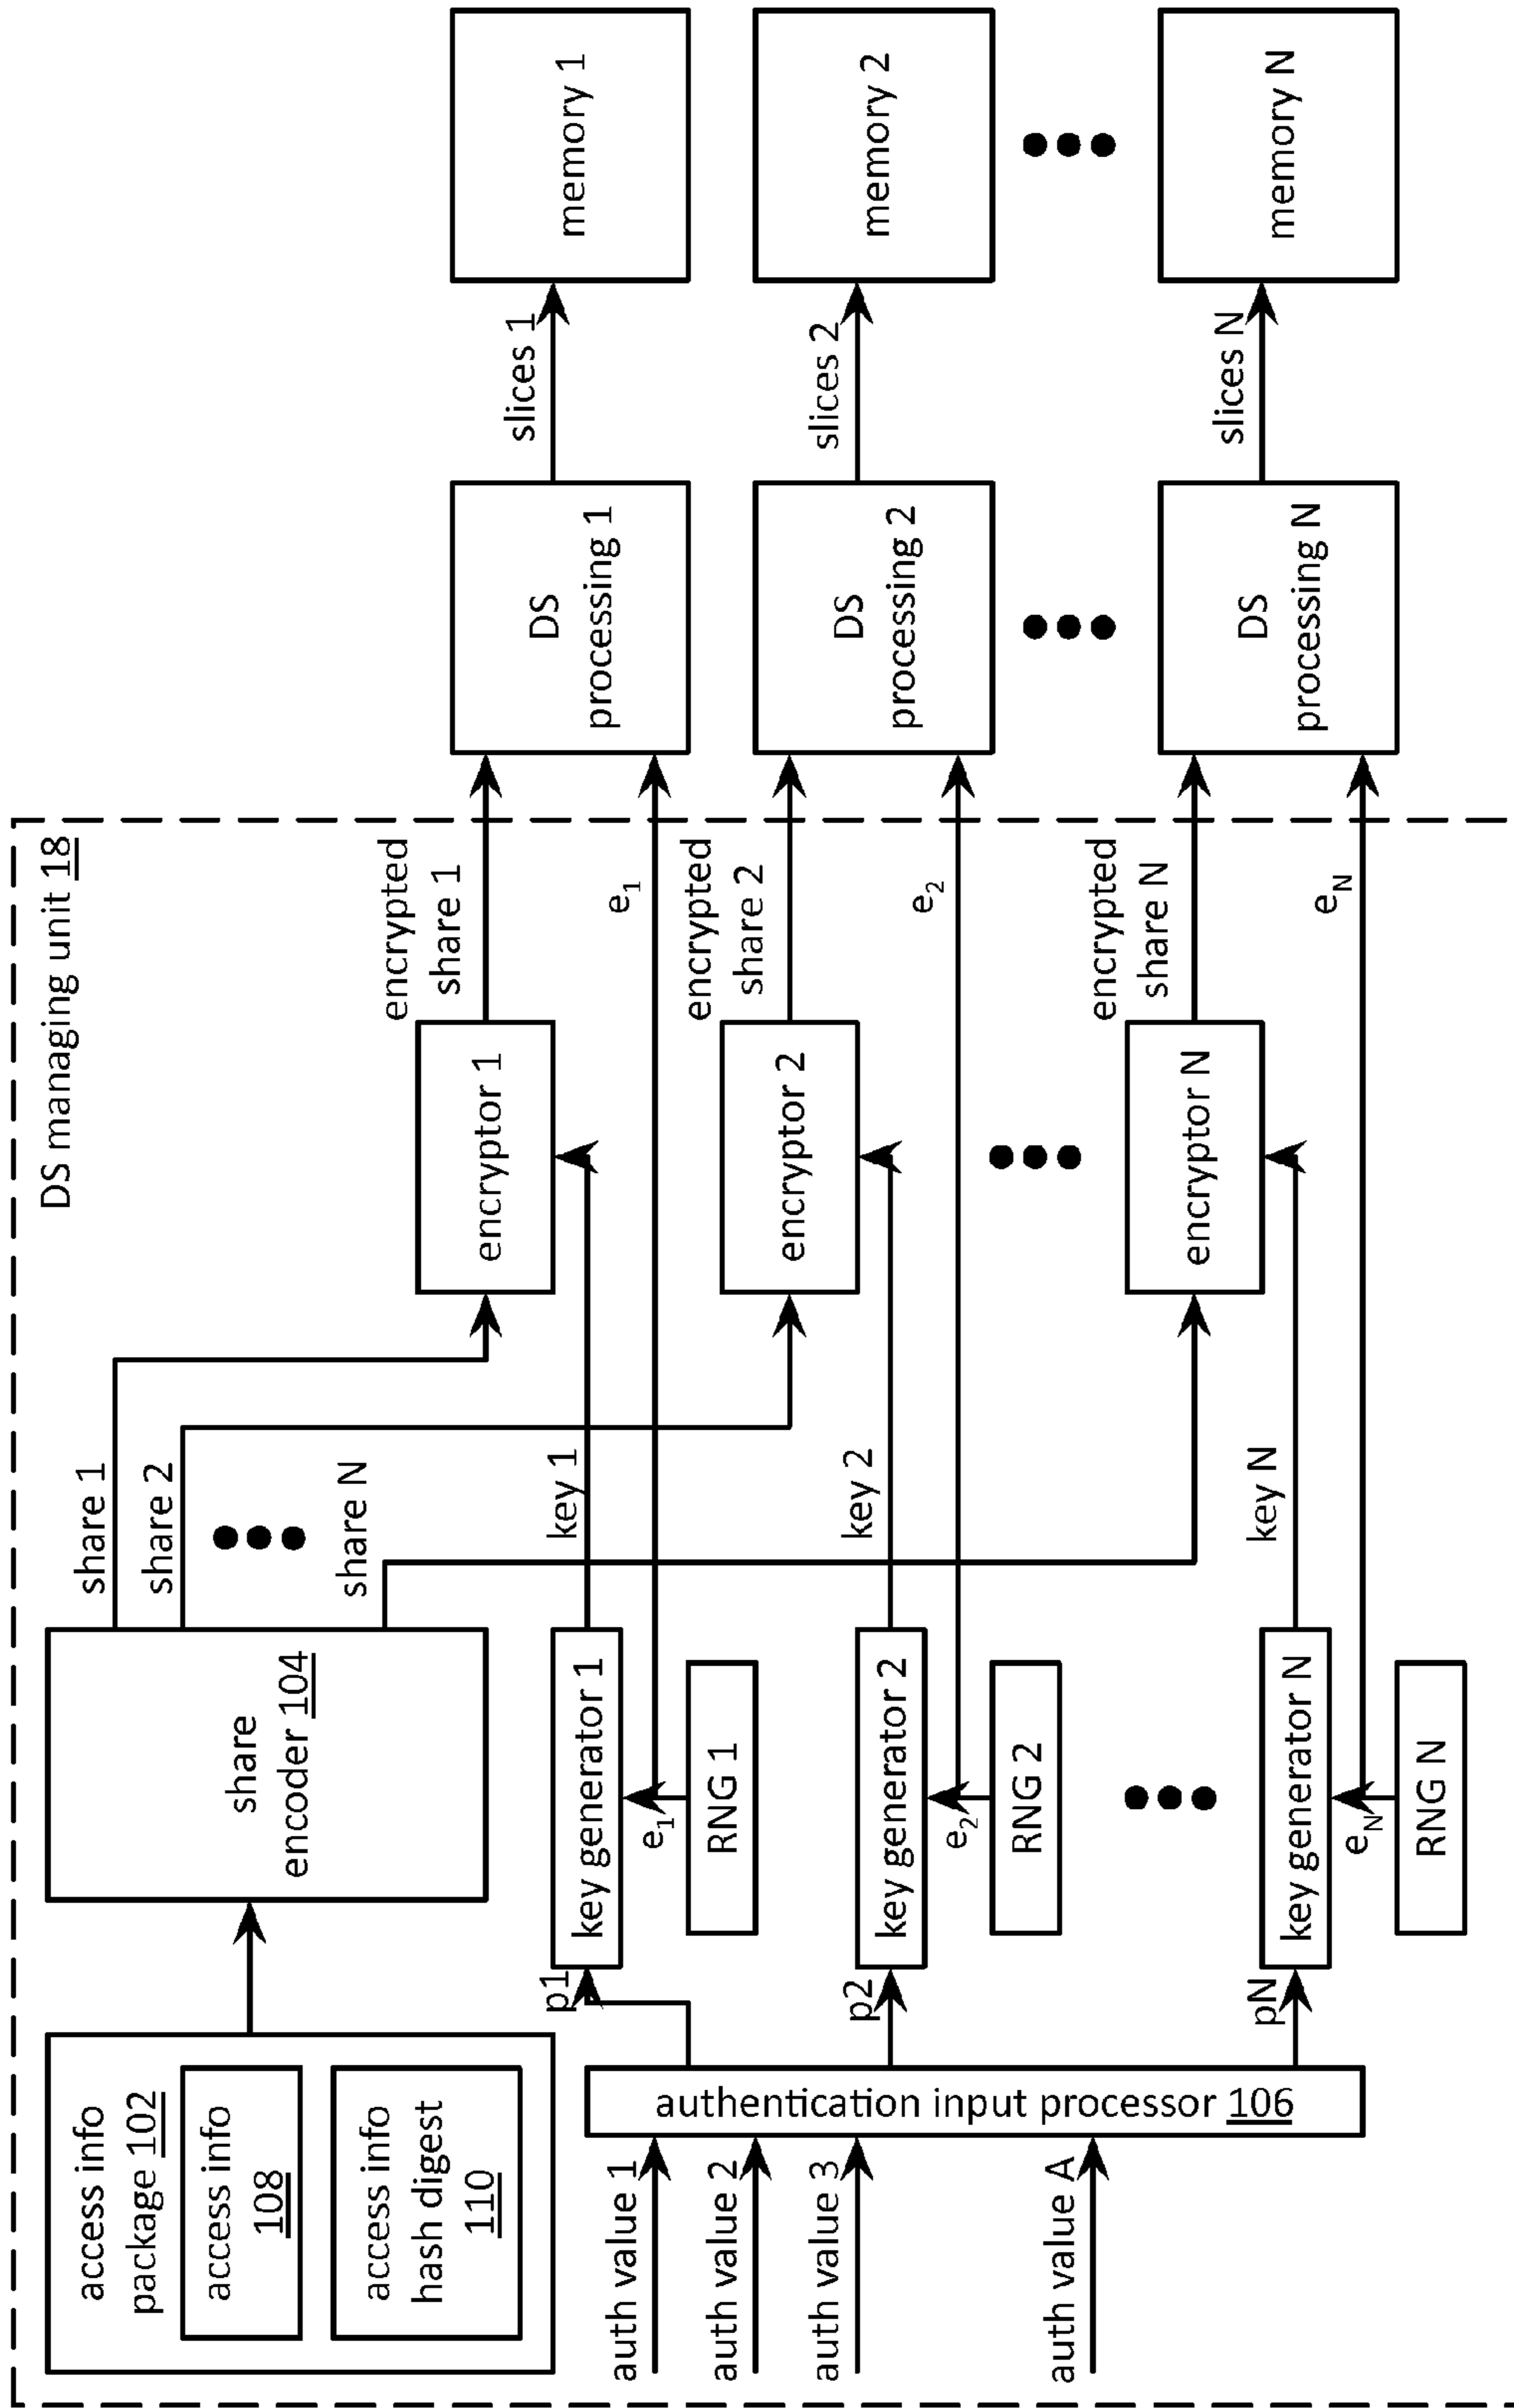 DS managing unit 18
access info
package 102
access info
108
access info
hash digest
110
share
encoder 104
share 1
share 2
share N
auth value 1
auth value 2
auth value 3
auth value A
authentication input processor 106
p1
key generator 1
e1
RNG 1
key 1
encryptor 1
encrypted
share 1
e1
DS
processing 1
slices 1
memory 1
p2
key generator 2
e2
RNG 2
key 2
encryptor 2
encrypted
share 2
e2
DS
processing 2
slices 2
memory 2
pN
key generator N
eN
RNG N
key N
encryptor N
encrypted
share N
eN
DS
processing N
slices N
memory N